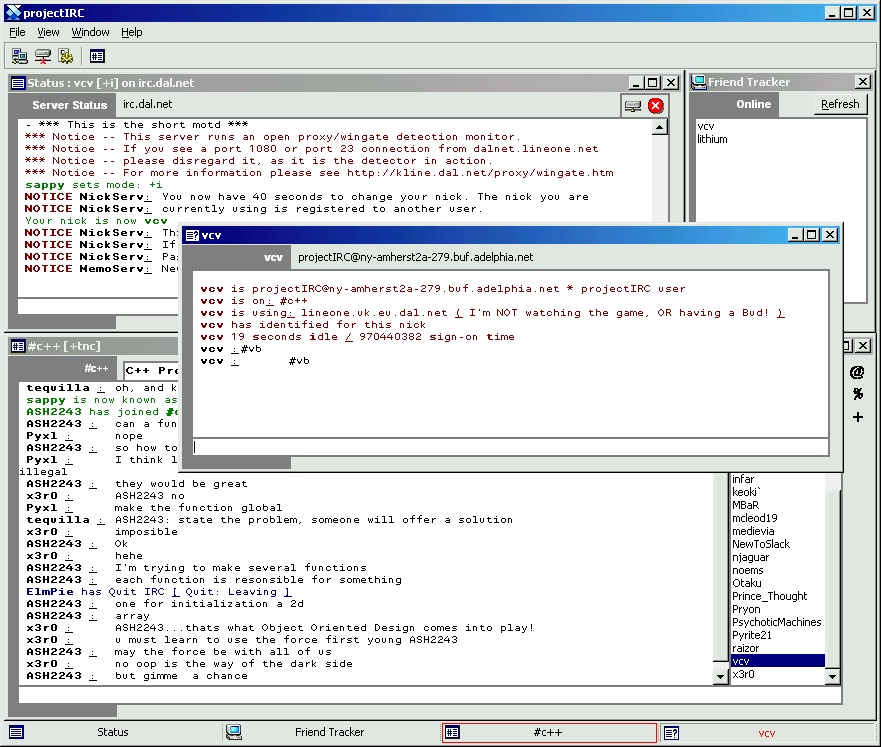 projectIRC
File View Window Help
Status : vcv [+i] on irc.dal.net
Server Status irc.dal.net
- *** This is the short motd ***
*** Notice -- This server runs an open proxy/wingate detection monitor.
*** Notice -- If you see a port 1080 or port 23 connection from dalnet.lineone.net
*** Notice -- please disregard it, as it is the detector in action.
*** Notice -- For more information please see http://kline.dal.net/proxy/wingate.htm
sappy sets mode: +i
NOTICE NickServ: You now have 40 seconds to change your nick. The nick you are
NOTICE NickServ: currently using is registered to another user.
Your nick is now vcv
NOTICE NickServ: Thi
NOTICE NickServ: If
NOTICE NickServ: Pa
NOTICE MemoServ: Ne
Friend Tracker
Online Refresh
vcv
lithium
vcv
vcv projectIRC@ny-amherst2a-279.buf.adelphia.net
vcv is projectIRC@ny-amherst2a-279.buf.adelphia.net * projectIRC user
vcv is on: #c++
vcv is using: lineone.uk.eu.dal.net ( I'm NOT watching the game, OR having a Bud! )
vcv has identified for this nick
vcv 19 seconds idle / 970440382 sign-on time
vcv : #vb
vcv : #vb
#c++ [+tnc]
#c++ C++ Pro
tequilla : oh, and k
sappy is now known as
ASH2243 has joined #c
ASH2243 : can a fun
Pyxl : nope
ASH2243 : so how to
Pyxl : I think l
illegal
ASH2243 : they would be great
x3r0 : ASH2243 no
Pyxl : make the function global
tequilla : ASH2243: state the problem, someone will offer a solution
x3r0 : imposible
ASH2243 : Ok
x3r0 : hehe
ASH2243 : I'm trying to make several functions
ASH2243 : each function is resonsible for something
ElmPie has Quit IRC [ Quit: Leaving ]
ASH2243 : one for initialization a 2d
ASH2243 : array
x3r0 : ASH2243...thats what Object Oriented Design comes into play!
x3r0 : u must learn to use the force first young ASH2243
ASH2243 : may the force be with all of us
x3r0 : no oop is the way of the dark side
ASH2243 : but gimme a chance
@
%
+
infar
keoki`
MBaR
mcleod19
medievia
NewToSlack
njaguar
noems
Otaku
Prince_Thought
Pryon
PsychoticMachines
Pyrite21
raizor
vcv
x3r0
Status Friend Tracker #c++ vcv